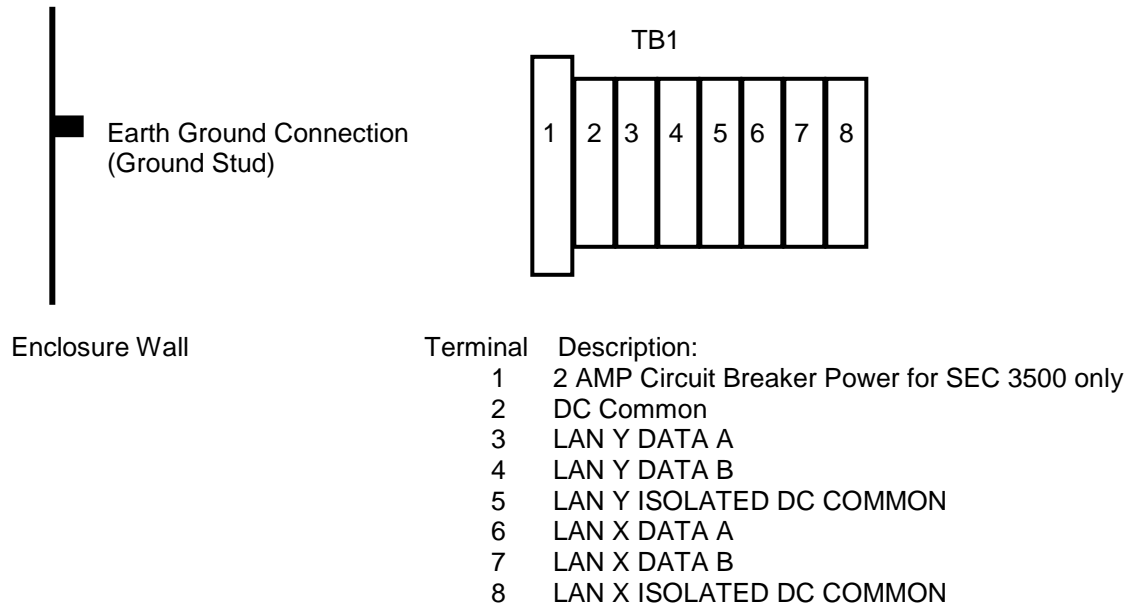 TB1
Earth Ground Connection
(Ground Stud)
1 2 3 4 5 6 7 8
Enclosure Wall
Terminal Description:
1 2 AMP Circuit Breaker Power for SEC 3500 only
2 DC Common
3 LAN Y DATA A
4 LAN Y DATA B
5 LAN Y ISOLATED DC COMMON
6 LAN X DATA A
7 LAN X DATA B
8 LAN X ISOLATED DC COMMON